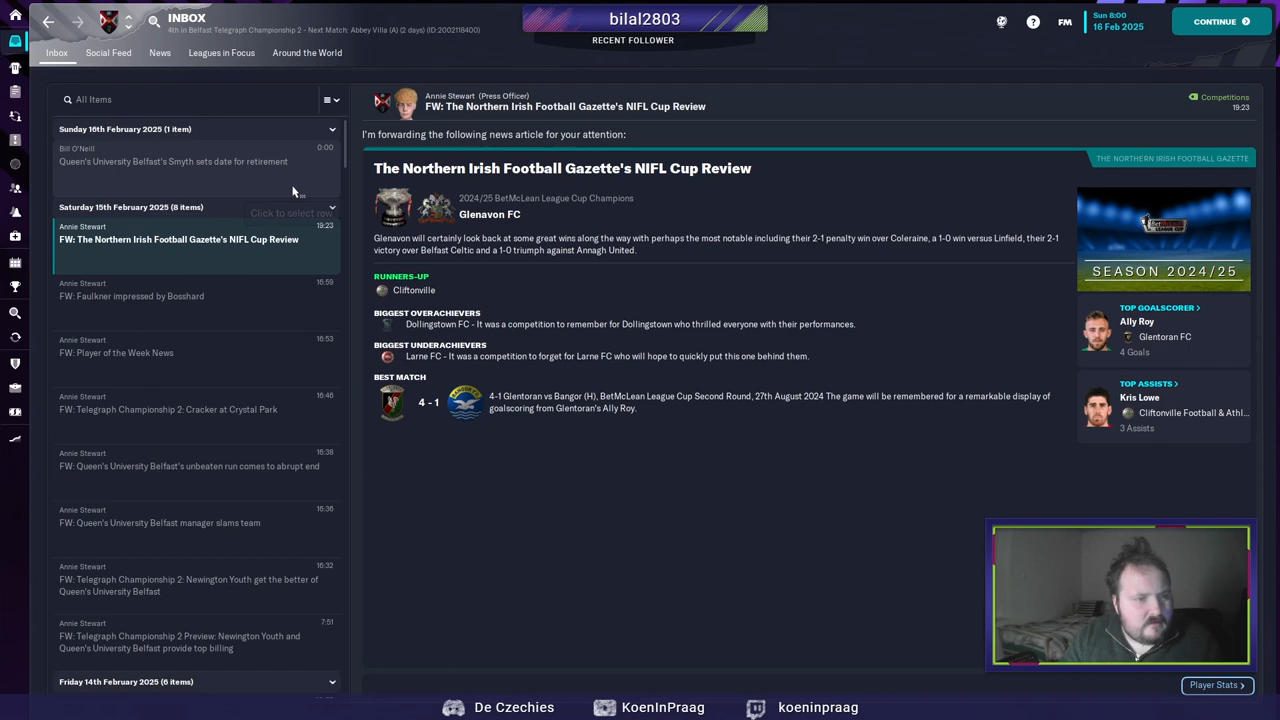 INBOX
4th in Belfast Telegraph Championship 2 - Next Match: Abbey Villa (A) (2 days) (ID:2002118400)
bilal2803
RECENT FOLLOWER
FM
Sun 8:00
16 Feb 2025
CONTINUE
Inbox
Social Feed
News
Leagues in Focus
Around the World
All Items
Sunday 16th February 2025 (1 item)
Bill O'Neill
0:00
Queen's University Belfast's Smyth sets date for retirement
Saturday 15th February 2025 (8 items)
Click to select row
Annie Stewart
19:23
FW: The Northern Irish Football Gazette's NIFL Cup Review
Annie Stewart
16:59
FW: Faulkner impressed by Bosshard
Annie Stewart
16:53
FW: Player of the Week News
Annie Stewart
16:46
FW: Telegraph Championship 2: Cracker at Crystal Park
Annie Stewart
16:38
FW: Queen's University Belfast's unbeaten run comes to abrupt end
Annie Stewart
16:36
FW: Queen's University Belfast manager slams team
Annie Stewart
16:32
FW: Telegraph Championship 2: Newington Youth get the better of
Queen's University Belfast
Annie Stewart
7:51
FW: Telegraph Championship 2 Preview: Newington Youth and
Queen's University Belfast provide top billing
Friday 14th February 2025 (6 items)
Annie Stewart (Press Officer)
FW: The Northern Irish Football Gazette's NIFL Cup Review
Competitions
19:23
I'm forwarding the following news article for your attention:
THE NORTHERN IRISH FOOTBALL GAZETTE
The Northern Irish Football Gazette's NIFL Cup Review
2024/25 BetMcLean League Cup Champions
Glenavon FC
Glenavon will certainly look back at some great wins along the way with perhaps the most notable including their 2-1 penalty win over Coleraine, a 1-0 win versus Linfield, their 2-1
victory over Belfast Celtic and a 1-0 triumph against Annagh United.
RUNNERS-UP
Cliftonville
BIGGEST OVERACHIEVERS
Dollingstown FC - It was a competition to remember for Dollingstown who thrilled everyone with their performances.
BIGGEST UNDERACHIEVERS
Larne FC - It was a competition to forget for Larne FC who will hope to quickly put this one behind them.
BEST MATCH
4 - 1
4-1 Glentoran vs Bangor (H), BetMcLean League Cup Second Round, 27th August 2024 The game will be remembered for a remarkable display of
goalscoring from Glentoran's Ally Roy.
SEASON 2024/25
TOP GOALSCORER
Ally Roy
Glentoran FC
4 Goals
TOP ASSISTS
Kris Lowe
Cliftonville Football & Athl...
3 Assists
Player Stats
De Czechies
KoenInPraag
koeninpraag